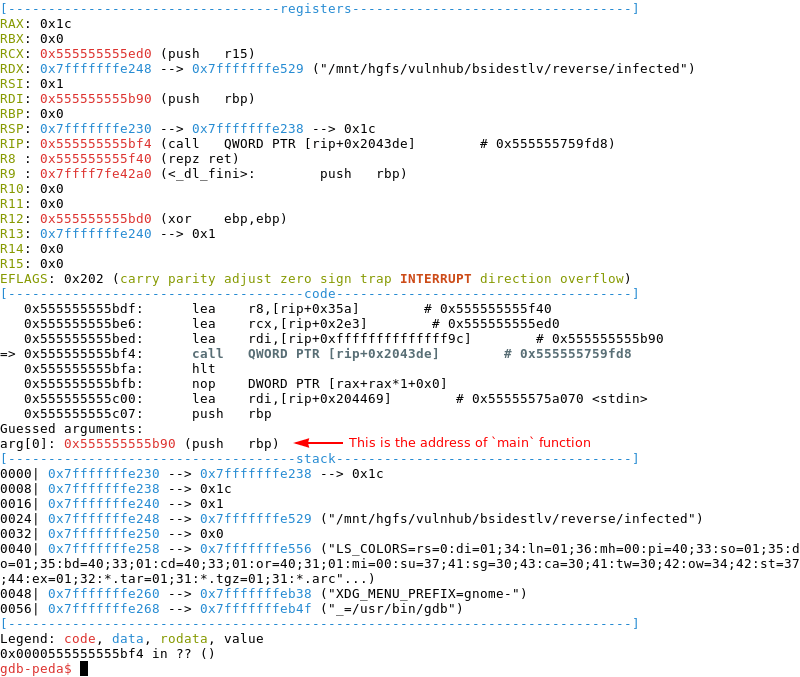 [----------------------------------registers-----------------------------------]
RAX: 0x1c
RBX: 0x0
RCX: 0x555555555ed0 (push   r15)
RDX: 0x7fffffffe248 --> 0x7fffffffe529 ("/mnt/hgfs/vulnhub/bsidestlv/reverse/infected")
RSI: 0x1
RDI: 0x555555555b90 (push   rbp)
RBP: 0x0
RSP: 0x7fffffffe230 --> 0x7fffffffe238 --> 0x1c
RIP: 0x555555555bf4 (call   QWORD PTR [rip+0x2043de]        # 0x555555759fd8)
R8 : 0x555555555f40 (repz ret)
R9 : 0x7ffff7fe42a0 (<_dl_fini>:        push   rbp)
R10: 0x0
R11: 0x0
R12: 0x555555555bd0 (xor    ebp,ebp)
R13: 0x7fffffffe240 --> 0x1
R14: 0x0
R15: 0x0
EFLAGS: 0x202 (carry parity adjust zero sign trap INTERRUPT direction overflow)
[-------------------------------------code-------------------------------------]
   0x555555555bdf:      lea    r8,[rip+0x35a]        # 0x555555555f40
   0x555555555be6:      lea    rcx,[rip+0x2e3]        # 0x555555555ed0
   0x555555555bed:      lea    rdi,[rip+0xffffffffffffff9c]        # 0x555555555b90
=> 0x555555555bf4:      call   QWORD PTR [rip+0x2043de]        # 0x555555759fd8
   0x555555555bfa:      hlt
   0x555555555bfb:      nop    DWORD PTR [rax+rax*1+0x0]
   0x555555555c00:      lea    rdi,[rip+0x204469]        # 0x55555575a070 <stdin>
   0x555555555c07:      push   rbp
Guessed arguments:
arg[0]: 0x555555555b90 (push   rbp) This is the address of `main` function
[------------------------------------stack-------------------------------------]
0000| 0x7fffffffe230 --> 0x7fffffffe238 --> 0x1c
0008| 0x7fffffffe238 --> 0x1c
0016| 0x7fffffffe240 --> 0x1
0024| 0x7fffffffe248 --> 0x7fffffffe529 ("/mnt/hgfs/vulnhub/bsidestlv/reverse/infected")
0032| 0x7fffffffe250 --> 0x0
0040| 0x7fffffffe258 --> 0x7fffffffe556 ("LS_COLORS=rs=0:di=01;34:ln=01;36:mh=00:pi=40;33:so=01;35:d
o=01;35:bd=40;33;01:cd=40;33;01:or=40;31;01:mi=00:su=37;41:sg=30;43:ca=30;41:tw=30;42:ow=34;42:st=37
;44:ex=01;32:*.tar=01;31:*.tgz=01;31:*.arc"...)
0048| 0x7fffffffe260 --> 0x7fffffffeb38 ("XDG_MENU_PREFIX=gnome-")
0056| 0x7fffffffe268 --> 0x7fffffffeb4f ("_=/usr/bin/gdb")
[------------------------------------------------------------------------------]
Legend: code, data, rodata, value
0x0000555555555bf4 in ?? ()
gdb-peda$